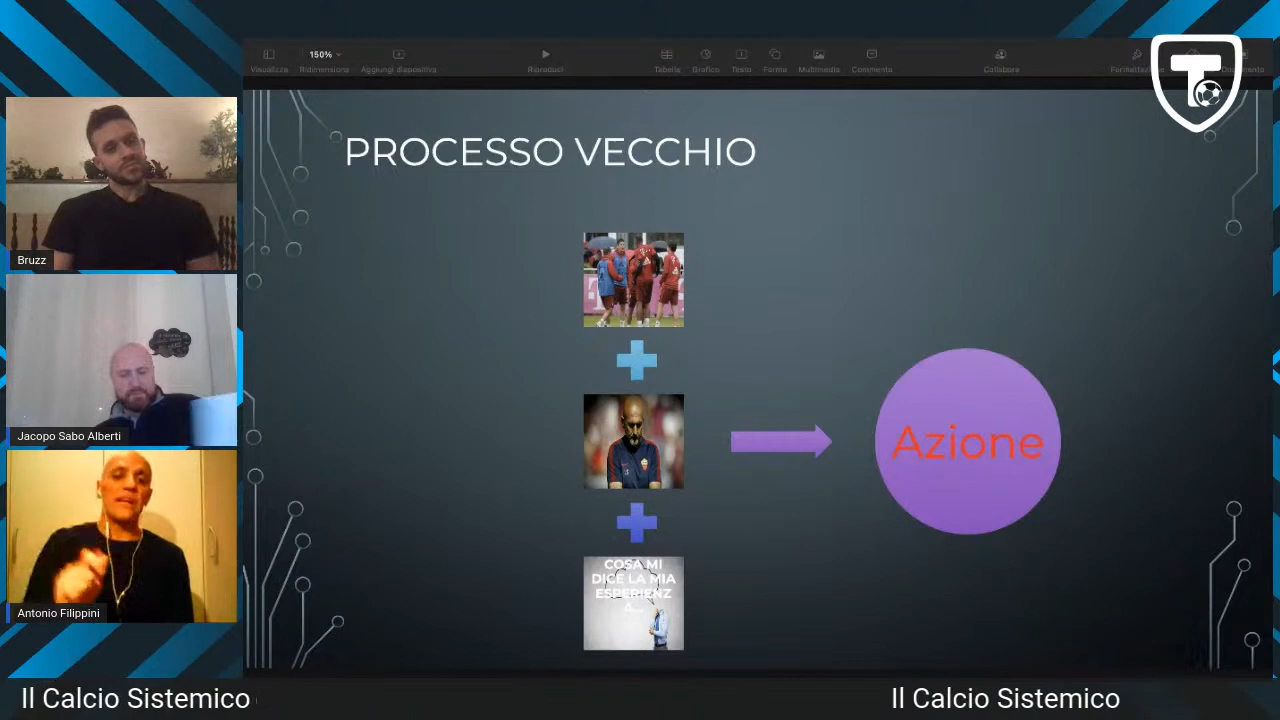 150%
Visualizza
Ridimensiona
Aggiungi diapositiva
Riproduci
Tabella
Grafico
Testo
Forma
Multimedia
Commento
Collabora
T
PROCESSO VECCHIO
Bruzz
Jacopo Sabo Alberti
Antonio Filippini
Azione
COSA MI
DICE LA MIA
ESPERIENZ
A...
Il Calcio Sistemico
Il Calcio Sistemico